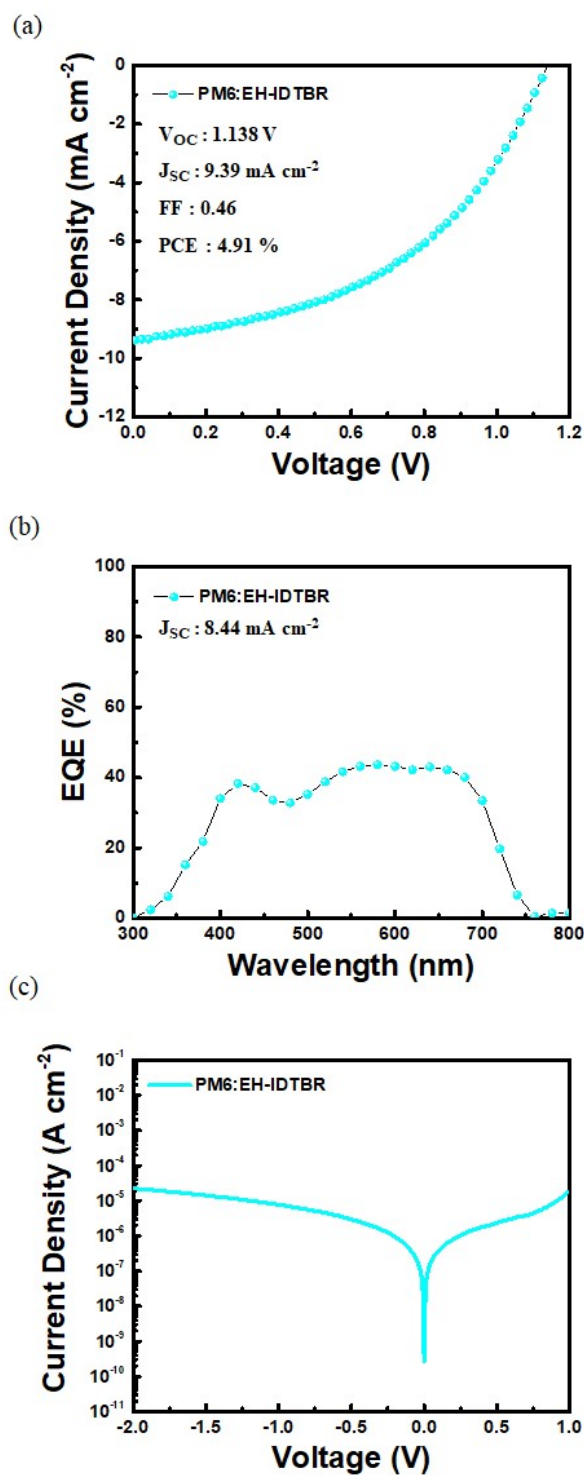 (a)
0
-2
-4
-6
-8
-10
-12
Current Density (mA cm⁻²)
PM6:EH-IDTBR
V_OC : 1.138 V
J_SC : 9.39 mA cm⁻²
FF : 0.46
PCE : 4.91 %
0.0 0.2 0.4 0.6 0.8 1.0 1.2
Voltage (V)
(b)
100
80
60
40
20
0
EQE (%)
PM6:EH-IDTBR
J_SC : 8.44 mA cm⁻²
300 400 500 600 700 800
Wavelength (nm)
(c)
10⁻¹
10⁻²
10⁻³
10⁻⁴
10⁻⁵
10⁻⁶
10⁻⁷
10⁻⁸
10⁻⁹
10⁻¹⁰
10⁻¹¹
Current Density (A cm⁻²)
PM6:EH-IDTBR
-2.0 -1.5 -1.0 -0.5 0.0 0.5 1.0
Voltage (V)